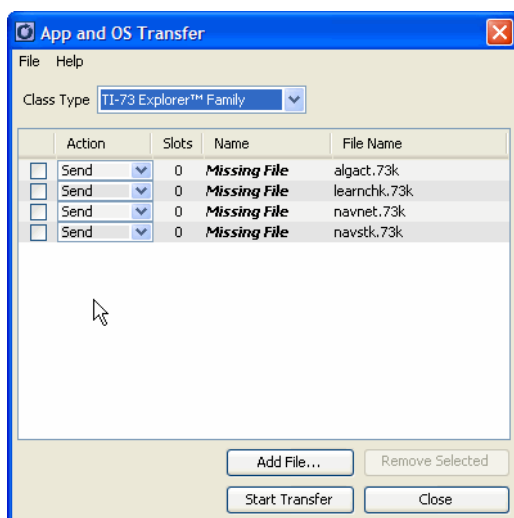 App and OS Transfer
File Help
Class Type TI-73 Explorer™ Family
Action Slots Name File Name
Send 0 Missing File algact.73k
Send 0 Missing File learnchk.73k
Send 0 Missing File navnet.73k
Send 0 Missing File navstk.73k
Add File... Remove Selected
Start Transfer Close